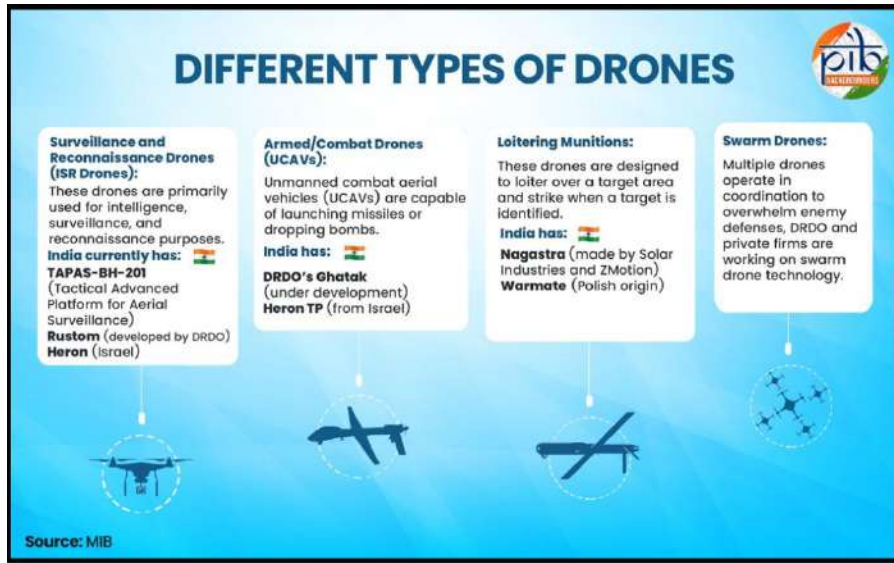 DIFFERENT TYPES OF DRONES
pib
BACKGROUNDERS
Surveillance and
Reconnaissance Drones
(ISR Drones):
These drones are primarily
used for intelligence,
surveillance, and
reconnaissance purposes.
India currently has:
TAPAS-BH-201
(Tactical Advanced
Platform for Aerial
Surveillance)
Rustom (developed by DRDO)
Heron (Israel)
Armed/Combat Drones
(UCAVs):
Unmanned combat aerial
vehicles (UCAVs) are capable
of launching missiles or
dropping bombs.
India has:
DRDO's Ghatak
(under development)
Heron TP (from Israel)
Loitering Munitions:
These drones are designed
to loiter over a target area
and strike when a target is
identified.
India has:
Nagastra (made by Solar
Industries and ZMotion)
Warmate (Polish origin)
Swarm Drones:
Multiple drones
operate in
coordination to
overwhelm enemy
defenses, DRDO and
private firms are
working on swarm
drone technology.
Source: MIB